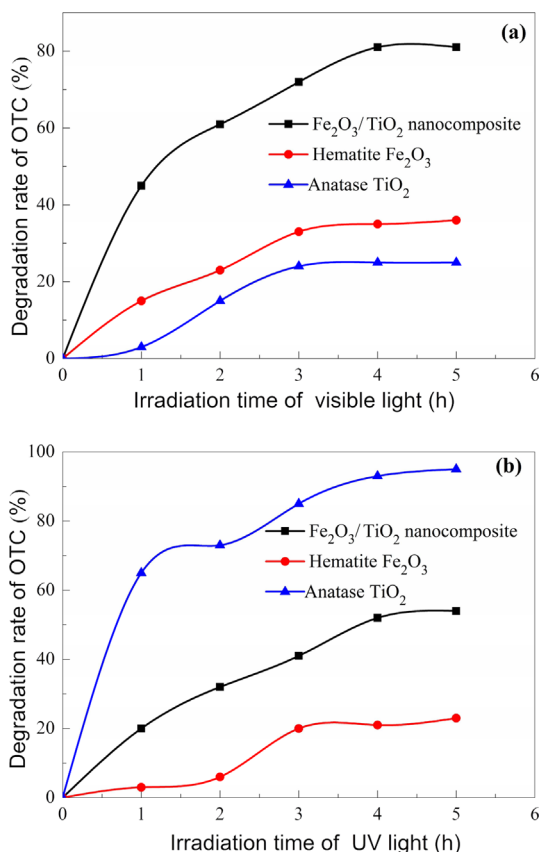 (a)
80
60
40
20
0
Degradation rate of OTC (%)
Fe₂O₃/TiO₂ nanocomposite
Hematite Fe₂O₃
Anatase TiO₂
0 1 2 3 4 5 6
Irradiation time of visible light (h)
(b)
100
80
60
40
20
0
Degradation rate of OTC (%)
Fe₂O₃/TiO₂ nanocomposite
Hematite Fe₂O₃
Anatase TiO₂
0 1 2 3 4 5 6
Irradiation time of UV light (h)